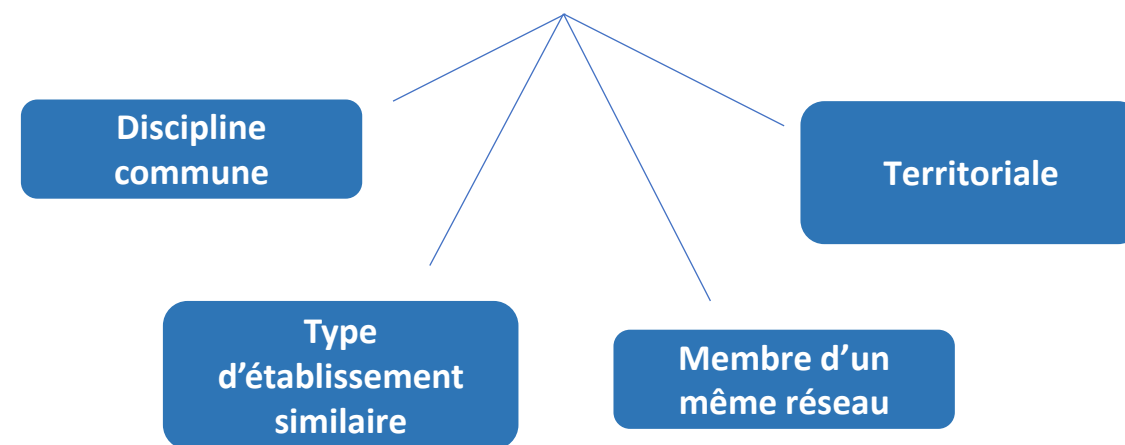 Discipline
commune
Territoriale
Type
d’établissement
similaire
Membre d’un
même réseau